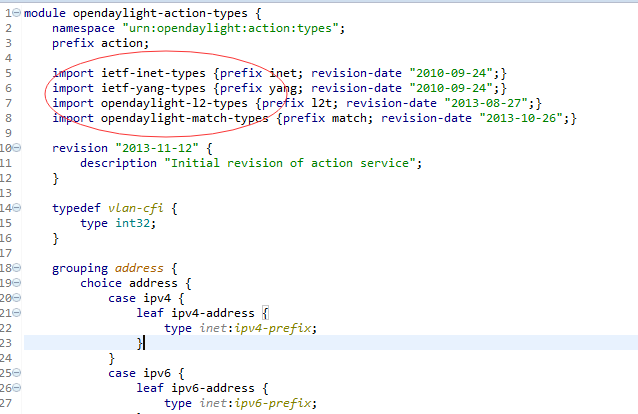 1 module opendaylight-action-types {
2 namespace "urn:opendaylight:action:types";
3 prefix action;
4
5 import ietf-inet-types {prefix inet; revision-date "2010-09-24";}
6 import ietf-yang-types {prefix yang; revision-date "2010-09-24";}
7 import opendaylight-l2-types {prefix l2t; revision-date "2013-08-27";}
8 import opendaylight-match-types {prefix match; revision-date "2013-10-26";}
9
10 revision "2013-11-12" {
11 description "Initial revision of action service";
12 }
13
14 typedef vlan-cfi {
15 type int32;
16 }
17
18 grouping address {
19 choice address {
20 case ipv4 {
21 leaf ipv4-address {
22 type inet:ipv4-prefix;
23 }
24 }
25 case ipv6 {
26 leaf ipv6-address {
27 type inet:ipv6-prefix;